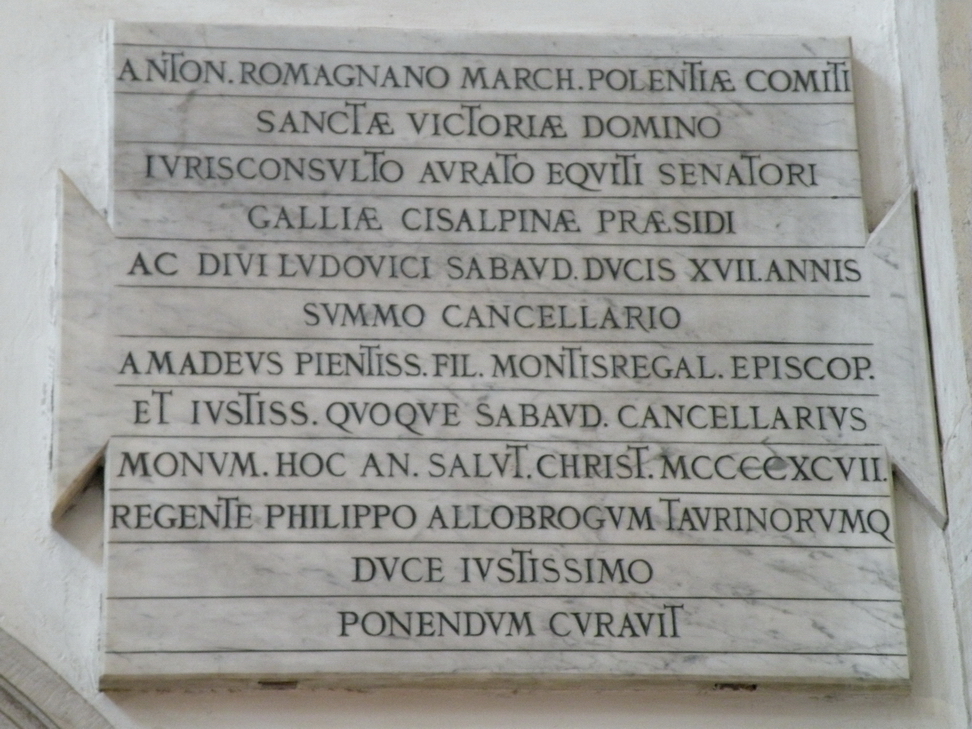 ANTON. ROMAGNANO MARCH. POLENTIÆ COMITI
SANCTÆ VICTORIÆ DOMINO
IVRISCONSVLTO AVRATO EQVITI SENATORI
GALLIÆ CISALPINÆ PRÆSIDI
AC DIVI LVDOVICI SABAVD. DVCIS XVII. ANNIS
SVMMO CANCELLARIO
AMADEVS PIENTISS. FIL. MONTISREGAL. EPISCOP.
ET IVSTISS. QVOQVE SABAVD. CANCELLARIVS
MONVM. HOC AN. SALVT. CHRIST. MCCCCXCVII.
REGENTE PHILIPPO ALLOBROGVM TAVRINORVMQ
DVCE IVSTISSIMO
PONENDVM CVRAVIT